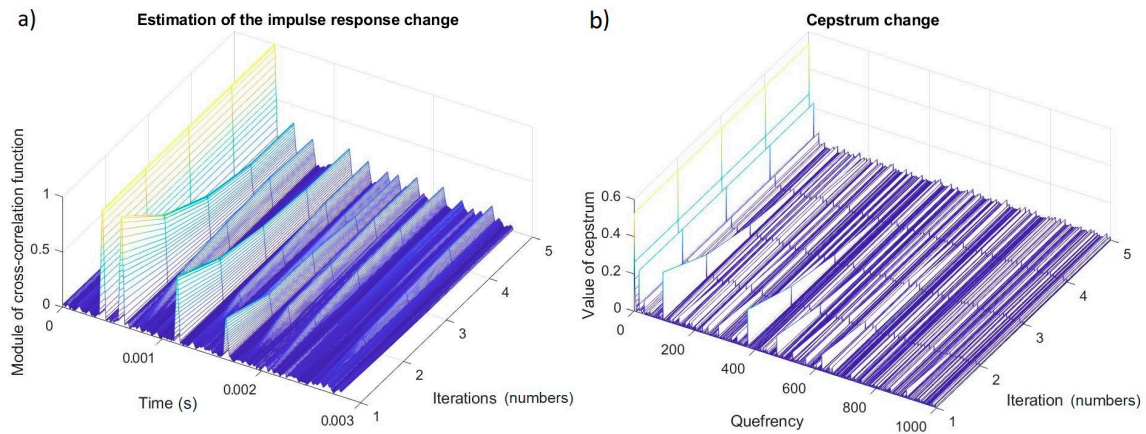 a)
Estimation of the impulse response change
Module of cross-correlation function
1
0.5
0
0
0.001
0.002
0.003
Time (s)
1
2
3
4
5
Iterations (numbers)
b)
Cepstrum change
Value of cepstrum
0.6
0.4
0.2
0
0
200
400
600
800
1000
Quefrency
1
2
3
4
5
Iteration (numbers)